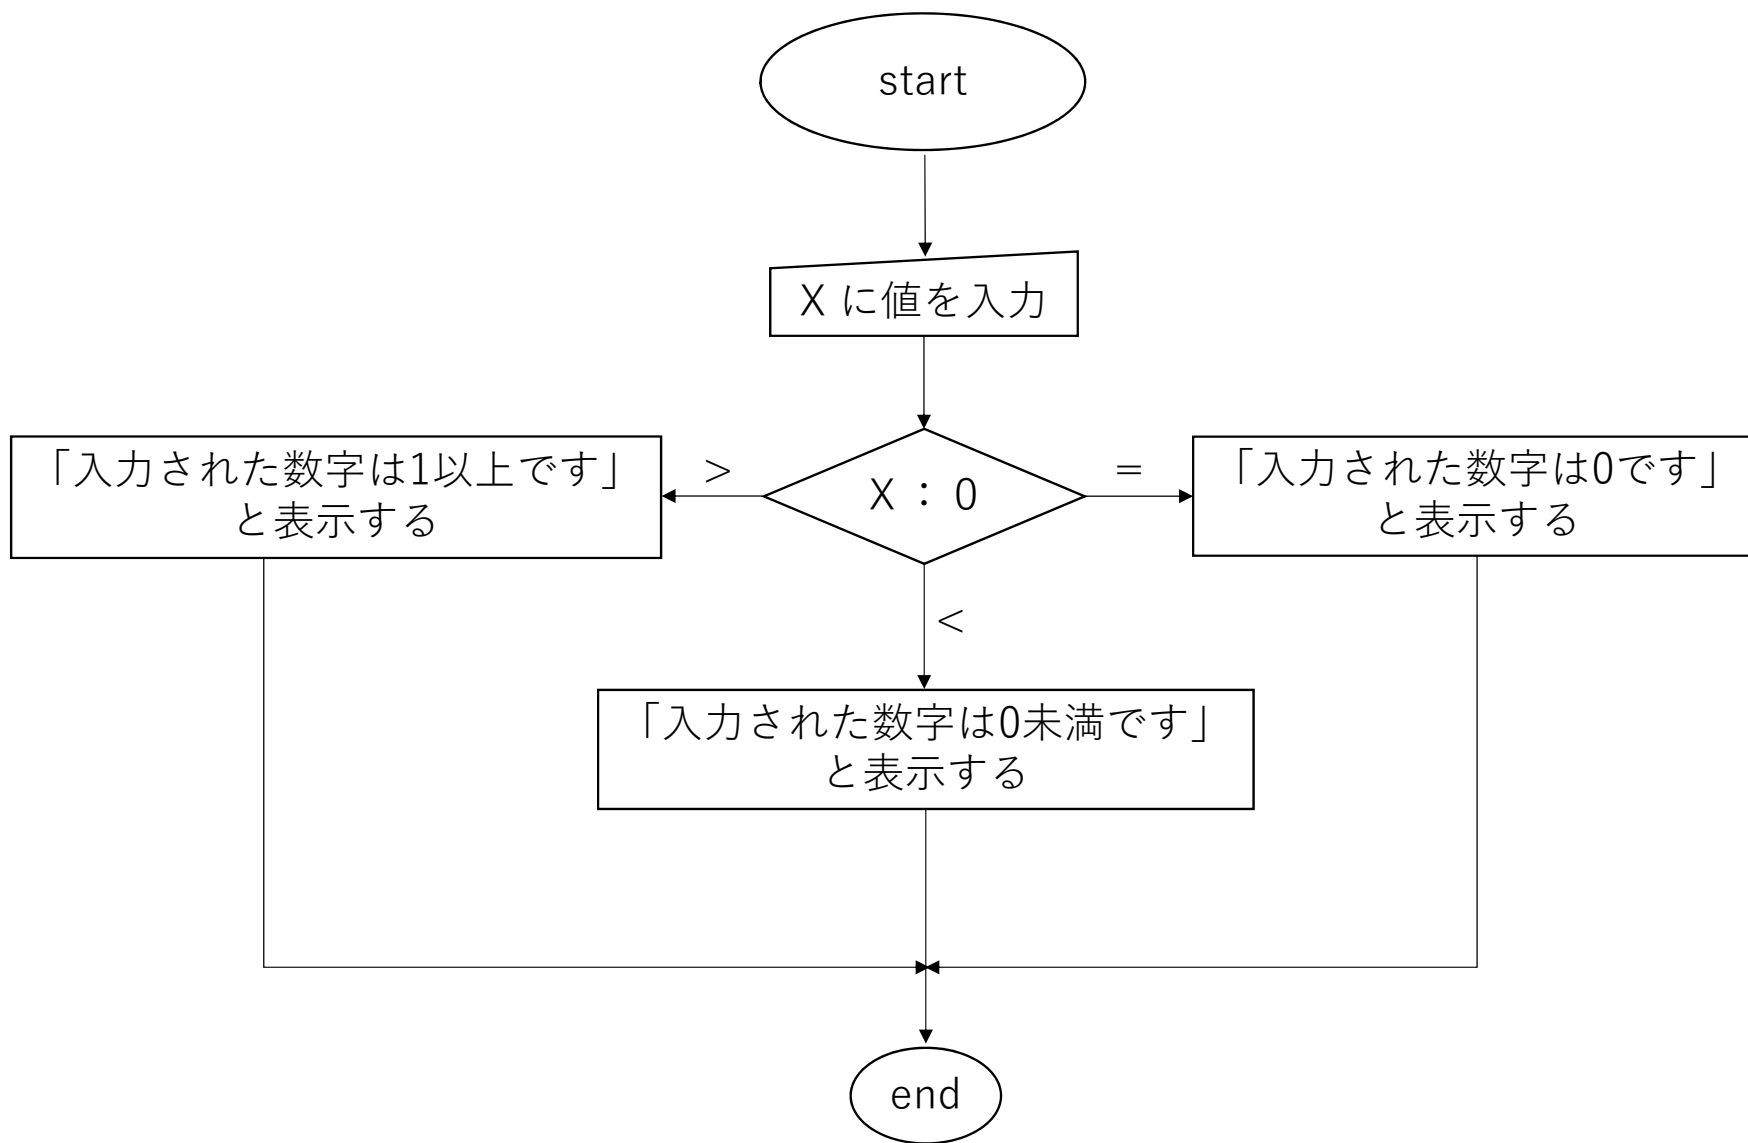 start
X に値を入力
「入力された数字は1以上です」
と表示する
>
X : 0
=
「入力された数字は0です」
と表示する
<
「入力された数字は0未満です」
と表示する
end